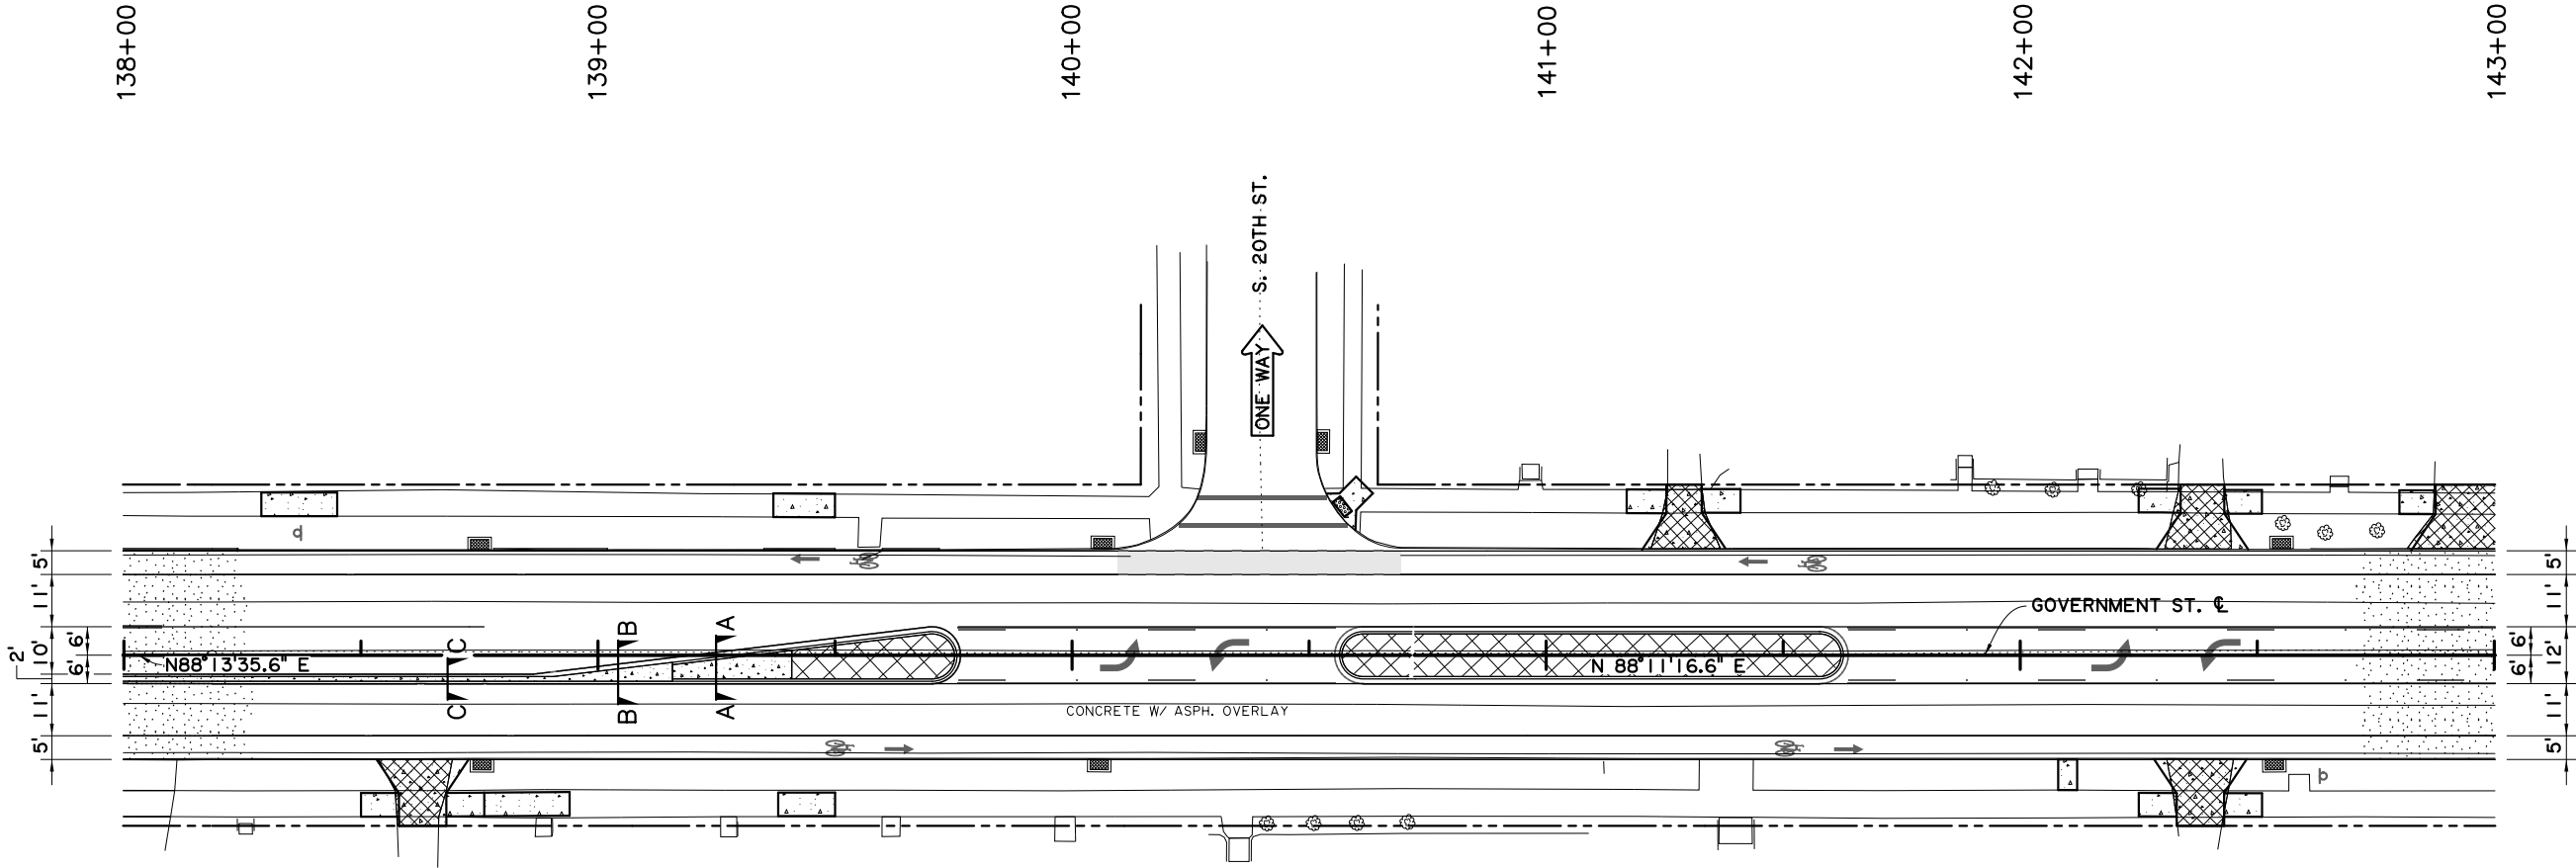 138+00
139+00
140+00
141+00
142+00
143+00
S. 20TH ST.
ONE WAY
5'
11'
6'
10'
6'
2'
11'
5'
N88°13'35.6" E
C
C
B
B
A
A
CONCRETE W/ ASPH. OVERLAY
N 88°11'16.6" E
GOVERNMENT ST. ℄
5'
11'
6'
12'
6'
11'
5'